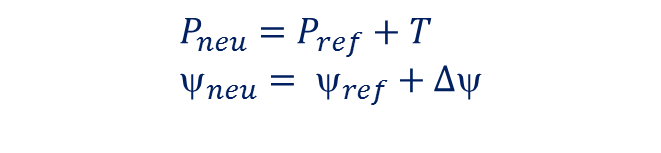 P_neu = P_ref + T
ψ_neu = ψ_ref + Δψ